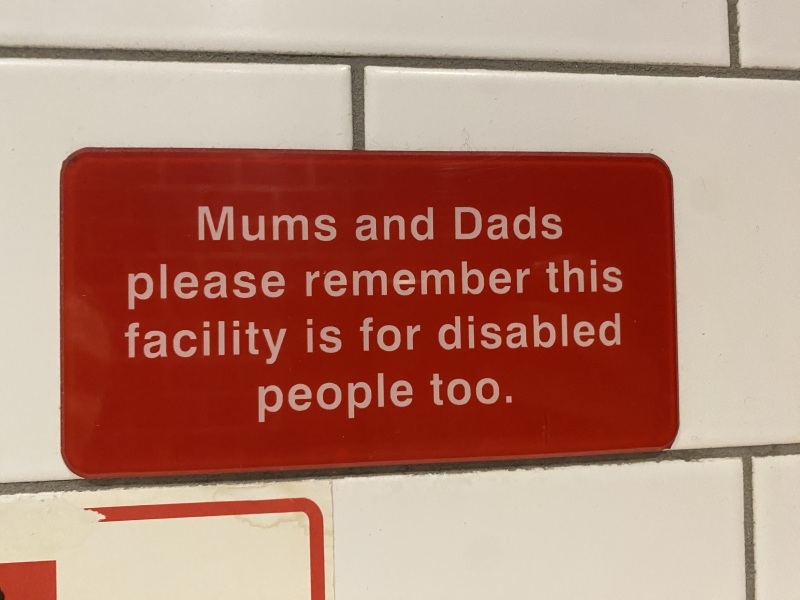 Mums and Dads
please remember this
facility is for disabled
people too.